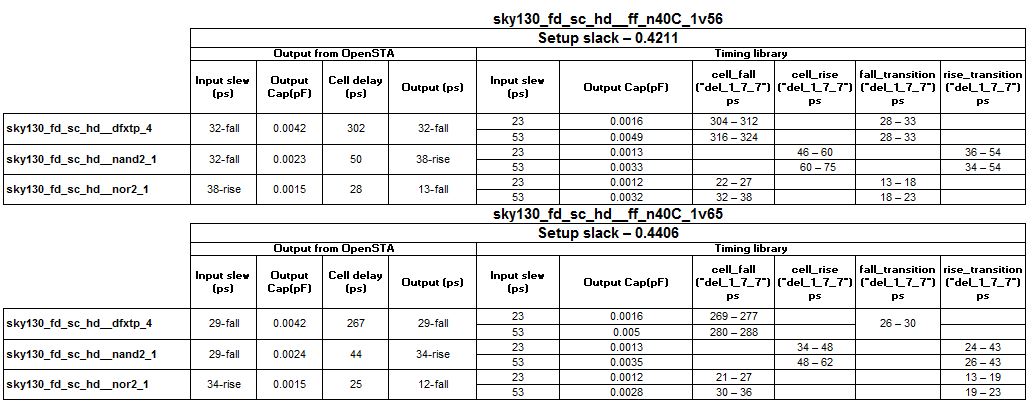 sky130_fd_sc_hd__ff_n40C_1v56
Setup slack – 0.4211
Output from OpenSTA Timing library
Input slew (ps) Output Cap(pF) Cell delay (ps) Output (ps) Input slew (ps) Output Cap(pF) cell_fall ("del_1_7_7") ps cell_rise ("del_1_7_7") ps fall_transition ("del_1_7_7") ps rise_transition ("del_1_7_7") ps
sky130_fd_sc_hd__dfxtp_4 32-fall 0.0042 302 32-fall 23 0.0016 304 – 312 28 – 33
53 0.0049 316 – 324 28 – 33
sky130_fd_sc_hd__nand2_1 32-fall 0.0023 50 38-rise 23 0.0013 46 – 60 36 – 54
53 0.0033 60 – 75 34 – 54
sky130_fd_sc_hd__nor2_1 38-rise 0.0015 28 13-fall 23 0.0012 22 – 27 13 – 18
53 0.0032 32 – 38 18 – 23
sky130_fd_sc_hd__ff_n40C_1v65
Setup slack – 0.4406
Output from OpenSTA Timing library
Input slew (ps) Output Cap(pF) Cell delay (ps) Output (ps) Input slew (ps) Output Cap(pF) cell_fall ("del_1_7_7") ps cell_rise ("del_1_7_7") ps fall_transition ("del_1_7_7") ps rise_transition ("del_1_7_7") ps
sky130_fd_sc_hd__dfxtp_4 29-fall 0.0042 267 29-fall 23 0.0016 269 – 277 26 – 30
53 0.005 280 – 288
sky130_fd_sc_hd__nand2_1 29-fall 0.0024 44 34-rise 23 0.0013 34 – 48 24 – 43
53 0.0035 48 – 62 26 – 43
sky130_fd_sc_hd__nor2_1 34-rise 0.0015 25 12-fall 23 0.0012 21 – 27 13 – 19
53 0.0028 30 – 36 19 – 23